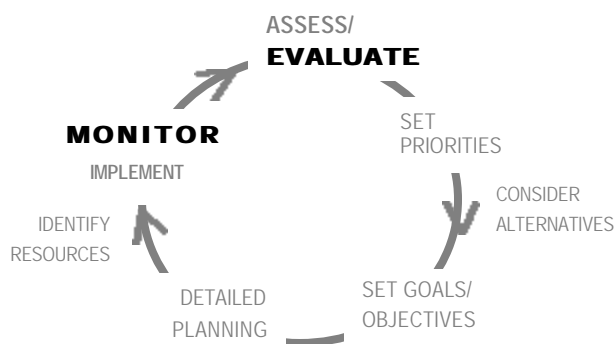 ASSESS/
EVALUATE
SET
PRIORITIES
CONSIDER
ALTERNATIVES
SET GOALS/
OBJECTIVES
DETAILED
PLANNING
IDENTIFY
RESOURCES
MONITOR
IMPLEMENT